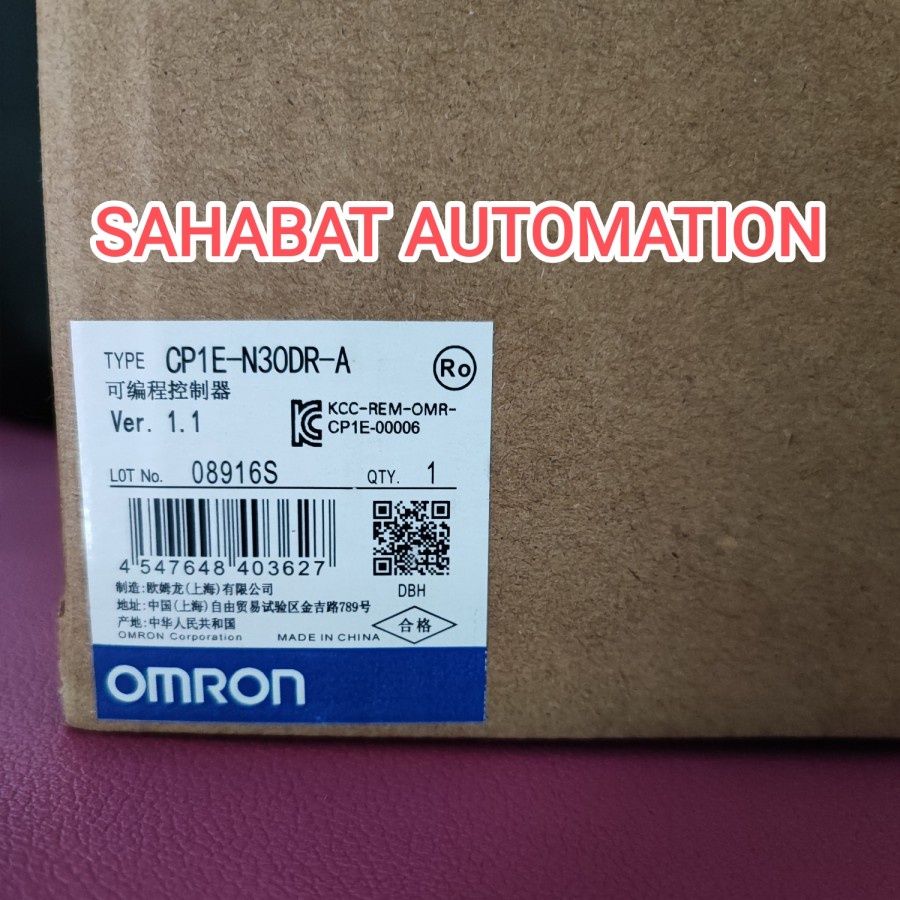 SAHABAT AUTOMATION
TYPE CP1E-N30DR-A
Ro
可编程控制器
Ver. 1.1
KC
KCC-REM-OMR-
CP1E-00006
LOT No. 08916S QTY. 1
4 547648 403627
DBH
制造:欧姆龙(上海)有限公司
地址:中国(上海)自由贸易试验区金吉路789号
产地:中华人民共和国
合格
OMRON Corporation MADE IN CHINA
OMRON